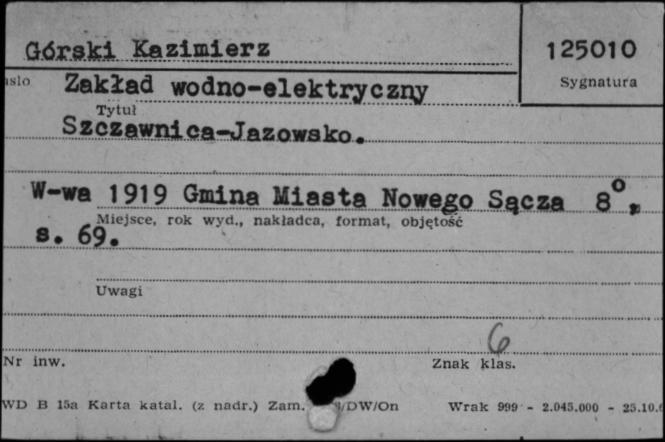 Górski Kazimierz
125010
Sygnatura
Zakład wodno-elektryczny
Tytuł
Szczawnica-Jazowsko.
W-wa 1919 Gmina Miasta Nowego Sącza 8°,
Miejsce, rok wyd., nakładca, format, objętość
s. 69.
Uwagi
6
Nr inw.
Znak klas.
WD B 15a Karta katal. (z nadr.) Zam. /DW/On Wrak 999 - 2.045.000 - 25.10.